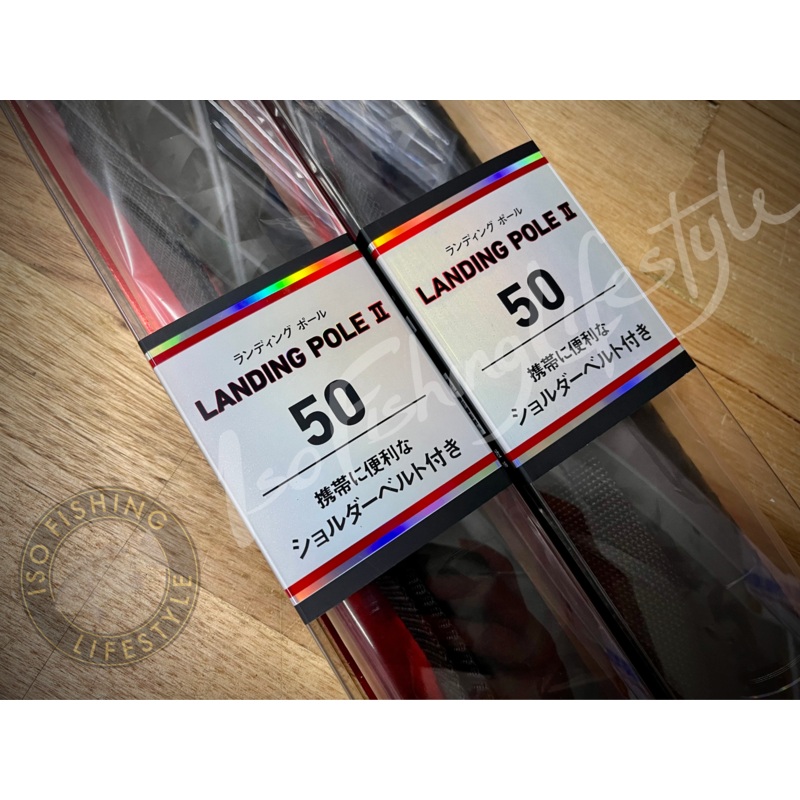 ランディング ポール
LANDING POLE II
50
携帯に便利な
ショルダーベルト付き
ランディング ポール
LANDING POLE II
50
携帯に便利な
ショルダーベルト付き
Iso Fishing Lifestyle
ISO FISHING
LIFESTYLE